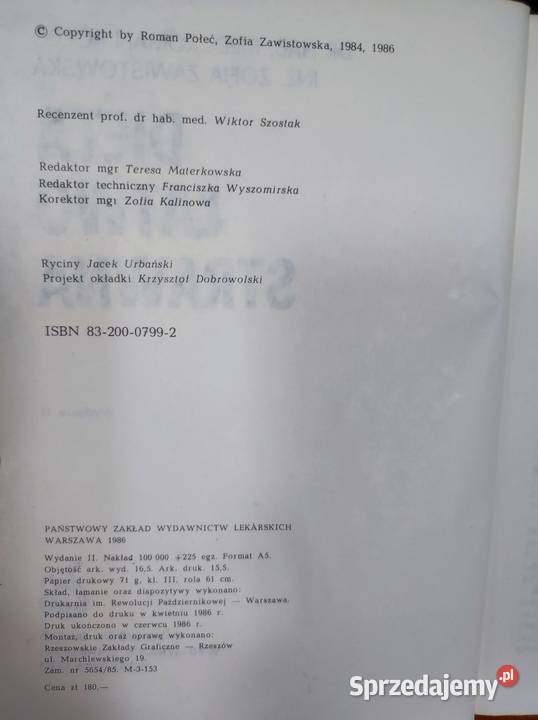 © Copyright by Roman Połeć, Zofia Zawistowska, 1984, 1986
Recenzent prof. dr hab. med. Wiktor Szostak
Redaktor mgr Teresa Materkowska
Redaktor techniczny Franciszka Wyszomirska
Korektor mgr Zofia Kalinowa
Ryciny Jacek Urbański
Projekt okładki Krzysztof Dobrowolski
ISBN 83-200-0799-2
PAŃSTWOWY ZAKŁAD WYDAWNICTW LEKARSKICH
WARSZAWA 1986
Wydanie II. Nakład 100 000 +225 egz. Format A5.
Objętość ark. wyd. 16,5. Ark. druk. 15,5.
Papier drukowy 71 g, kl. III, rola 61 cm.
Skład, łamanie oraz diapozytywy wykonano:
Drukarnia im. Rewolucji Październikowej — Warszawa.
Podpisano do druku w kwietniu 1986 r.
Druk ukończono w czerwcu 1986 r.
Montaż, druk oraz oprawę wykonano:
Rzeszowskie Zakłady Graficzne — Rzeszów
ul. Marchlewskiego 19.
Zam. nr 5654/85. M-3-153
Cena zł 180,—
Sprzedajemy.pl